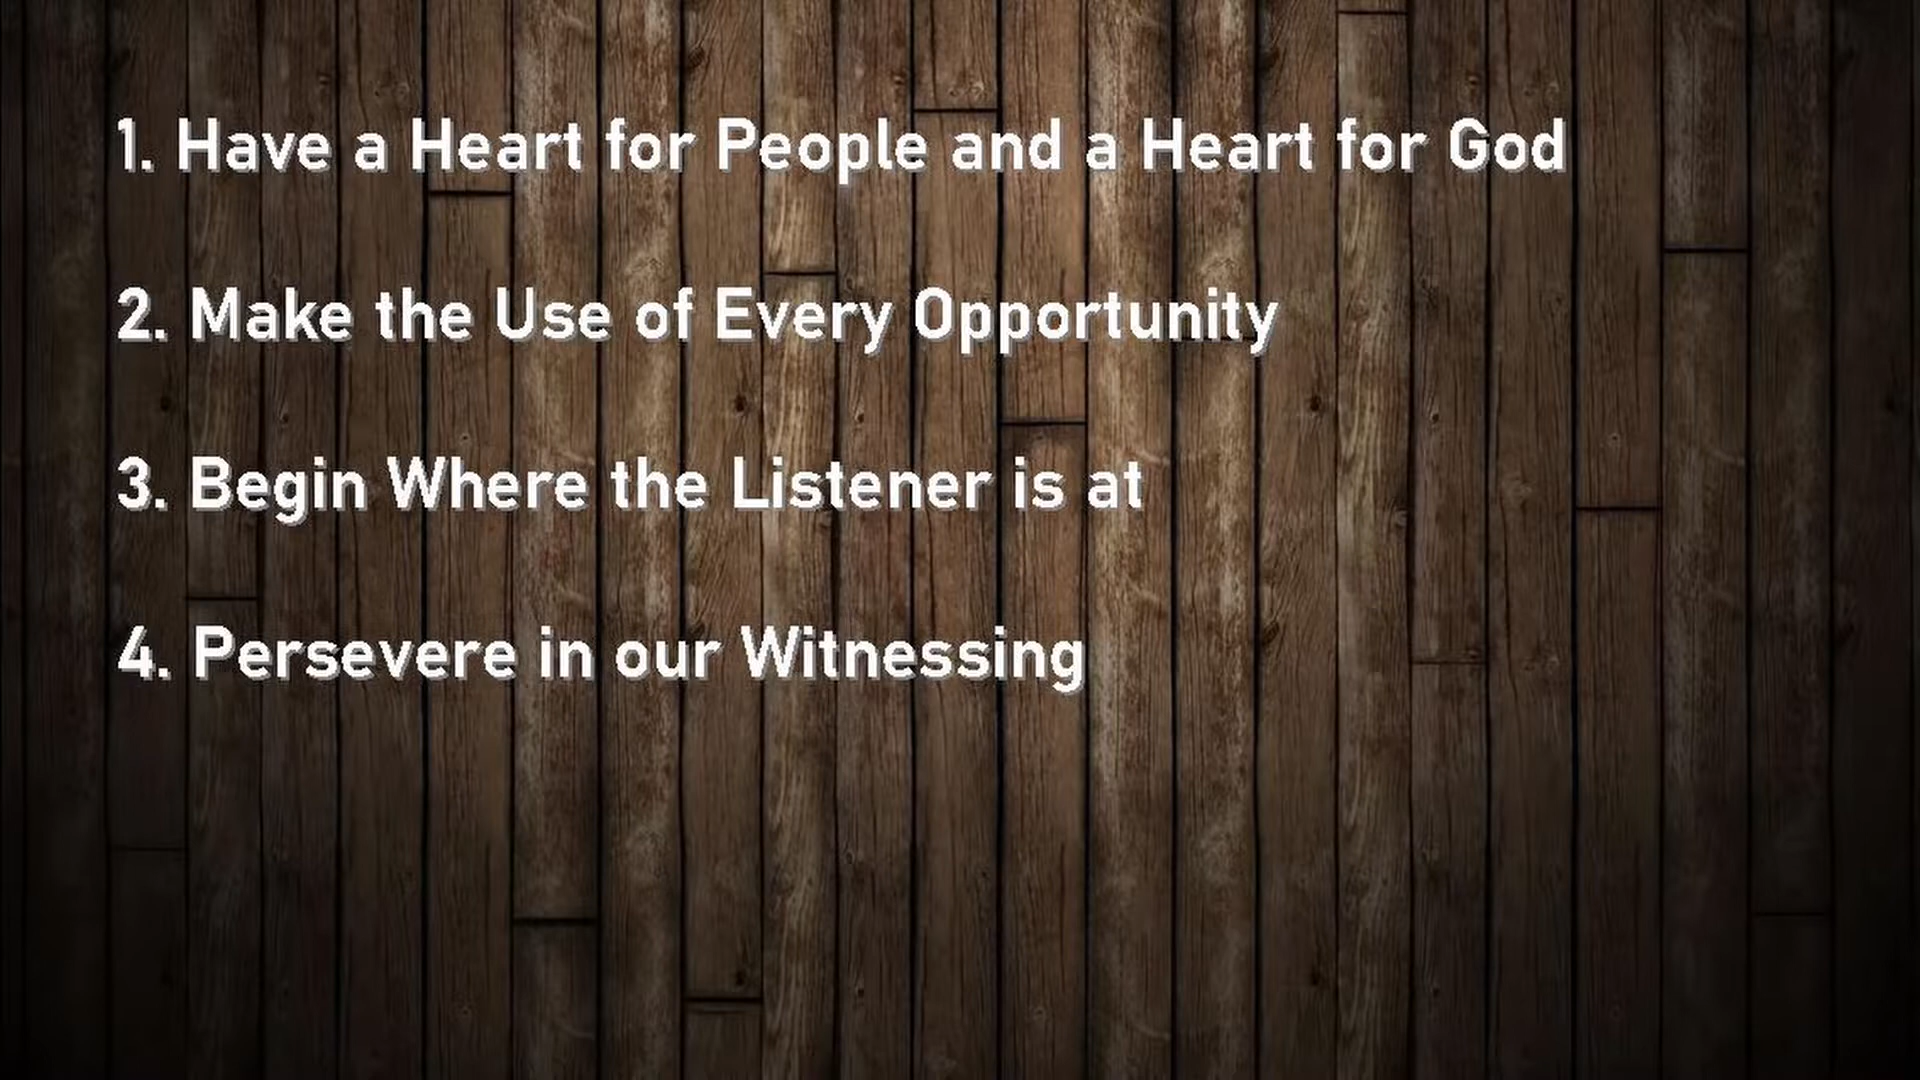 1. Have a Heart for People and a Heart for God
2. Make the Use of Every Opportunity
3. Begin Where the Listener is at
4. Persevere in our Witnessing